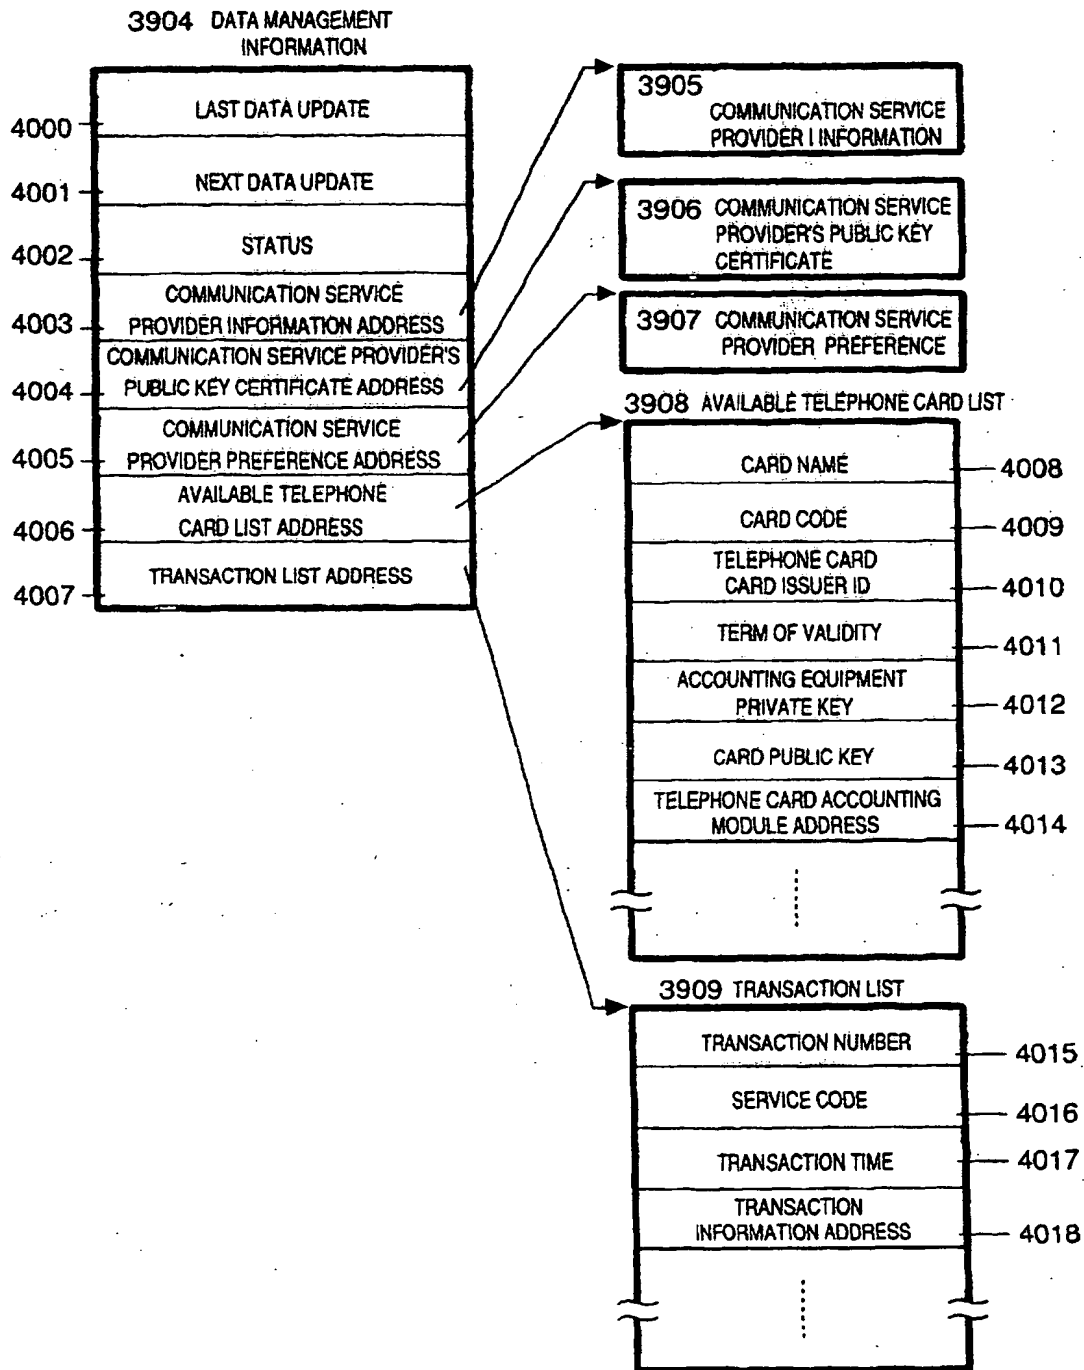 3904 DATA MANAGEMENT
INFORMATION
4000
LAST DATA UPDATE
4001
NEXT DATA UPDATE
4002
STATUS
4003
COMMUNICATION SERVICE
PROVIDER INFORMATION ADDRESS
4004
COMMUNICATION SERVICE PROVIDER'S
PUBLIC KEY CERTIFICATE ADDRESS
4005
COMMUNICATION SERVICE
PROVIDER PREFERENCE ADDRESS
4006
AVAILABLE TELEPHONE
CARD LIST ADDRESS
4007
TRANSACTION LIST ADDRESS
3905
COMMUNICATION SERVICE
PROVIDER I INFORMATION
3906 COMMUNICATION SERVICE
PROVIDER'S PUBLIC KEY
CERTIFICATE
3907 COMMUNICATION SERVICE
PROVIDER PREFERENCE
3908 AVAILABLE TELEPHONE CARD LIST
CARD NAME
4008
CARD CODE
4009
TELEPHONE CARD
CARD ISSUER ID
4010
TERM OF VALIDITY
4011
ACCOUNTING EQUIPMENT
PRIVATE KEY
4012
CARD PUBLIC KEY
4013
TELEPHONE CARD ACCOUNTING
MODULE ADDRESS
4014
3909 TRANSACTION LIST
TRANSACTION NUMBER
4015
SERVICE CODE
4016
TRANSACTION TIME
4017
TRANSACTION
INFORMATION ADDRESS
4018